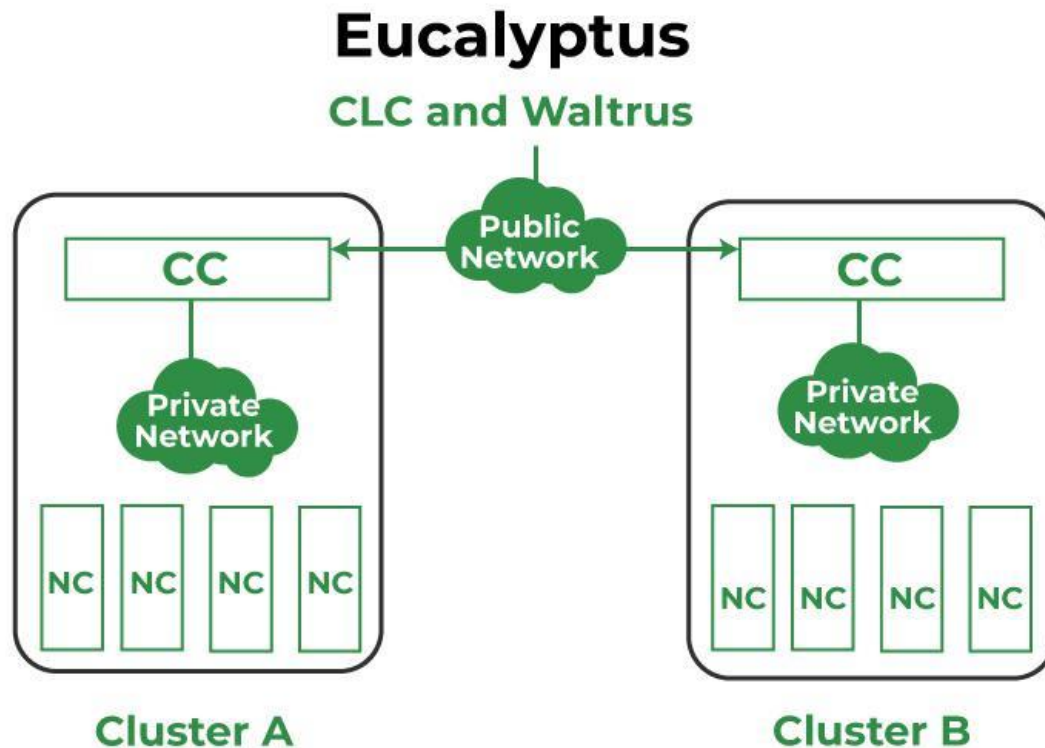 Eucalyptus
CLC and Waltrus
Public
Network
CC
CC
Private
Network
Private
Network
NC NC NC NC
NC NC NC NC
Cluster A
Cluster B